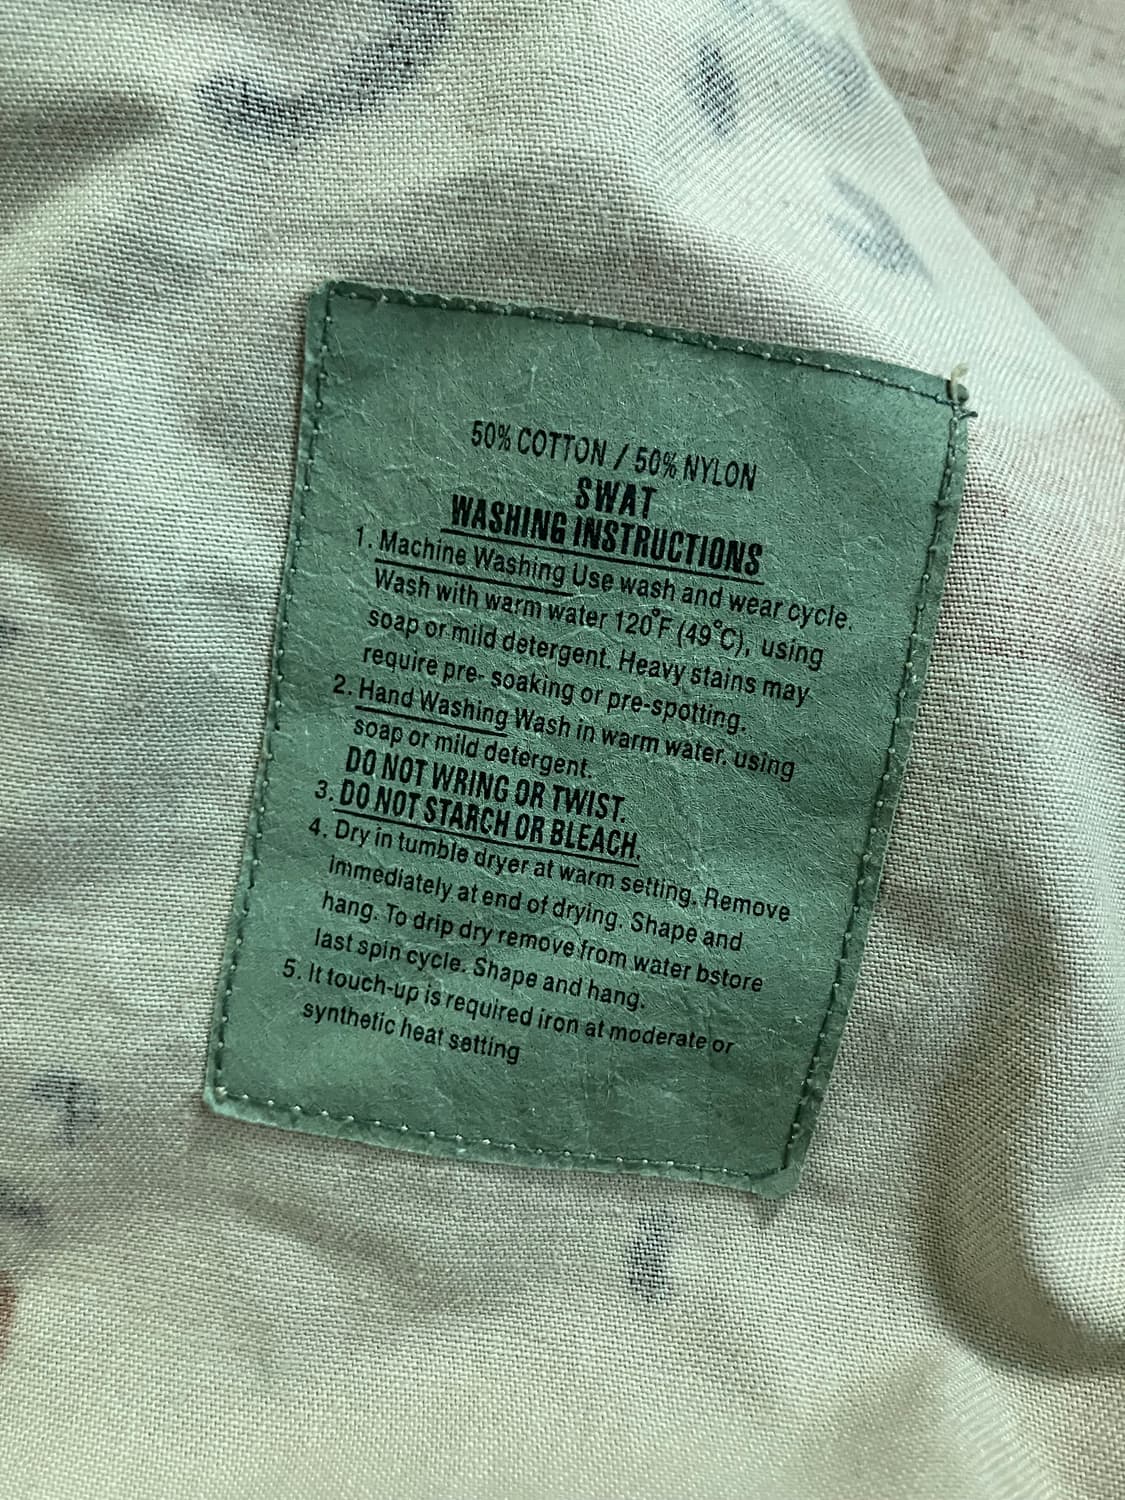 50% COTTON / 50% NYLON
SWAT
WASHING INSTRUCTIONS
1. Machine Washing Use wash and wear cycle.
Wash with warm water 120°F (49°C), using
soap or mild detergent. Heavy stains may
require pre- soaking or pre-spotting.
2. Hand Washing Wash in warm water. using
soap or mild detergent.
DO NOT WRING OR TWIST.
3. DO NOT STARCH OR BLEACH.
4. Dry in tumble dryer at warm setting. Remove
immediately at end of drying. Shape and
hang. To drip dry remove from water bstore
last spin cycle. Shape and hang.
5. It touch-up is required iron at moderate or
synthetic heat setting